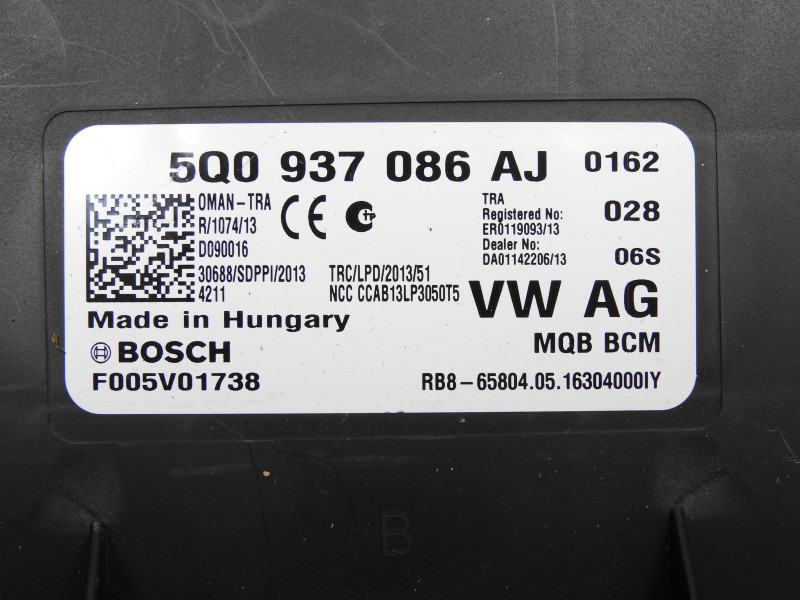 5Q0 937 086 AJ 0162
OMAN-TRA
R/1074/13
D090016
30688/SDPPI/2013
4211
CE
TRC/LPD/2013/51
NCC CCAB13LP3050T5
TRA
Registered No:
ER0119093/13
Dealer No:
DA01142206/13
028
06S
VW AG
Made in Hungary
BOSCH
MQB BCM
F005V01738
RB8-65804.05.16304000IY
B